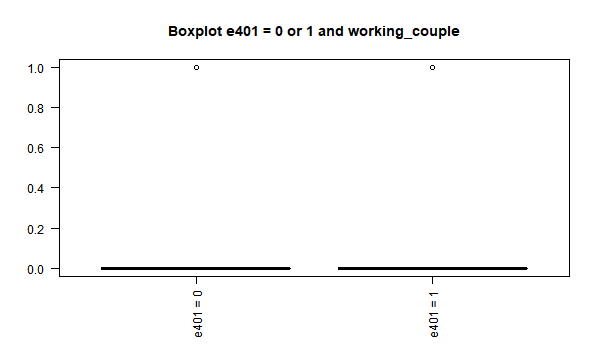 Boxplot e401 = 0 or 1 and working_couple
1.0
0.8
0.6
0.4
0.2
0.0
e401 = 0
e401 = 1